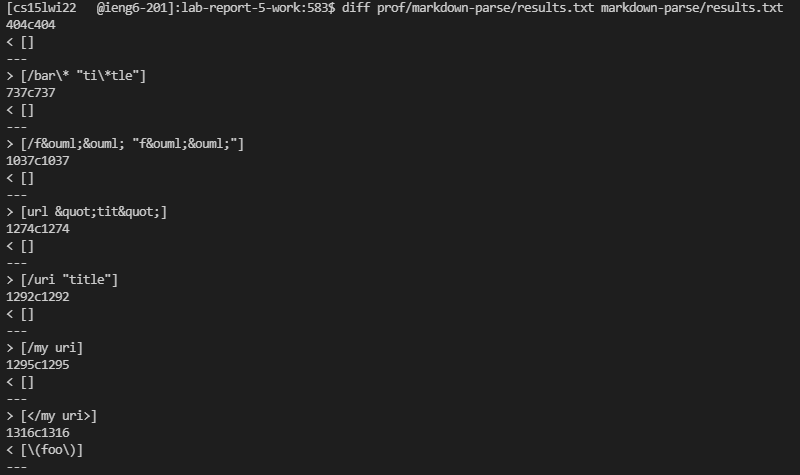 [cs15lwi22   @ieng6-201]:lab-report-5-work:583$ diff prof/markdown-parse/results.txt markdown-parse/results.txt
404c404
< []
---
> [/bar\* "ti\*tle"]
737c737
< []
---
> [/f&ouml;&ouml; "f&ouml;&ouml;"]
1037c1037
< []
---
> [url &quot;tit&quot;]
1274c1274
< []
---
> [/uri "title"]
1292c1292
< []
---
> [/my uri]
1295c1295
< []
---
> [</my uri>]
1316c1316
< [\(foo\)]
---